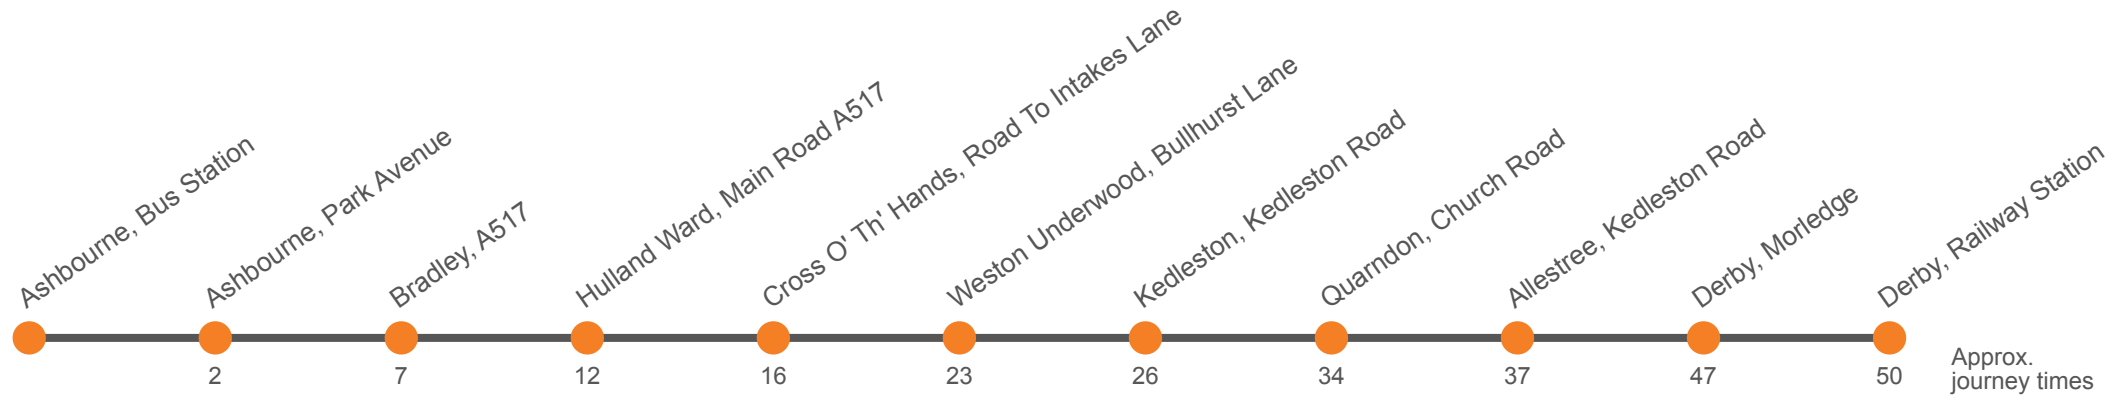 Ashbourne, Bus Station
Ashbourne, Park Avenue
Bradley, A517
Hulland Ward, Main Road A517
Cross O' Th' Hands, Road To Intakes Lane
Weston Underwood, Bullhurst Lane
Kedleston, Kedleston Road
Quarndon, Church Road
Allestree, Kedleston Road
Derby, Morledge
Derby, Railway Station
2
7
12
16
23
26
34
37
47
50
Approx.
journey times